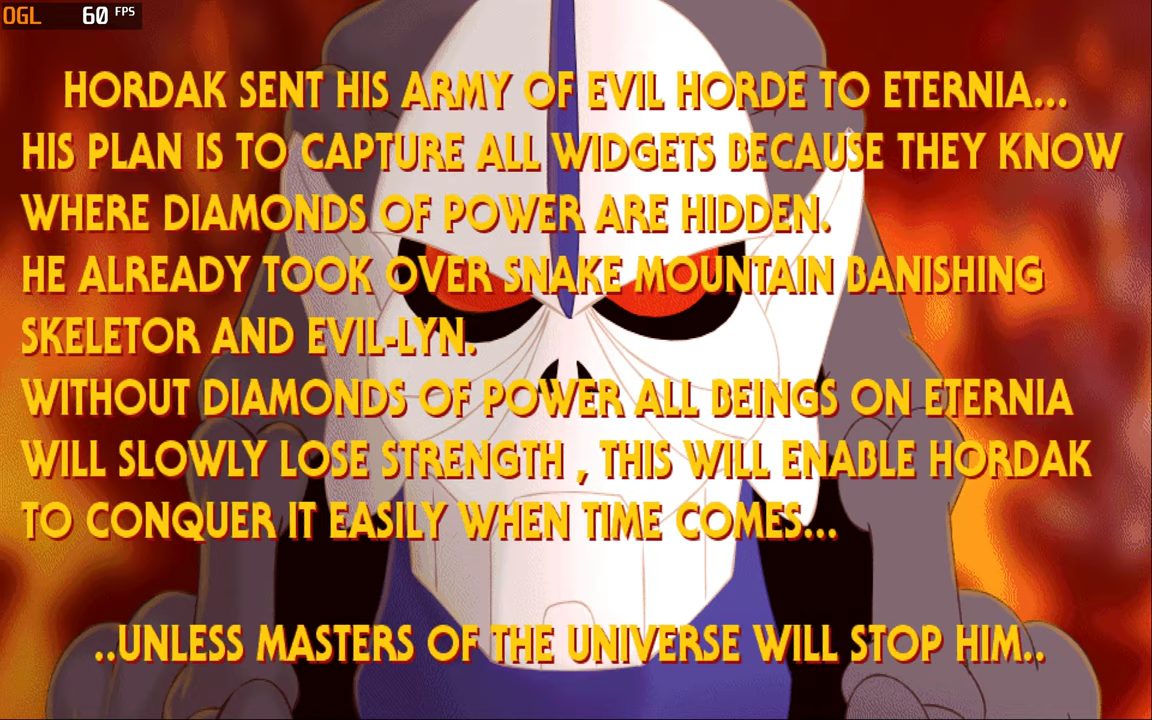 OGL 60 FPS
HORDAK SENT HIS ARMY OF EVIL HORDE TO ETERNIA...
HIS PLAN IS TO CAPTURE ALL WIDGETS BECAUSE THEY KNOW
WHERE DIAMONDS OF POWER ARE HIDDEN.
HE ALREADY TOOK OVER SNAKE MOUNTAIN BANISHING
SKELETOR AND EVIL-LYN.
WITHOUT DIAMONDS OF POWER ALL BEINGS ON ETERNIA
WILL SLOWLY LOSE STRENGTH , THIS WILL ENABLE HORDAK
TO CONQUER IT EASILY WHEN TIME COMES...
..UNLESS MASTERS OF THE UNIVERSE WILL STOP HIM..